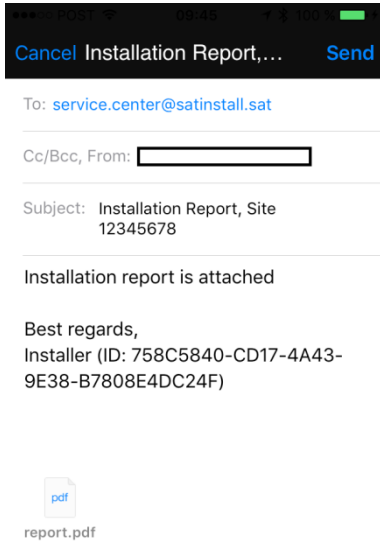 POST 09:45 100 %
Cancel Installation Report,... Send
To: service.center@satinstall.sat
Cc/Bcc, From:
Subject: Installation Report, Site
12345678
Installation report is attached
Best regards,
Installer (ID: 758C5840-CD17-4A43-
9E38-B7808E4DC24F)
pdf
report.pdf